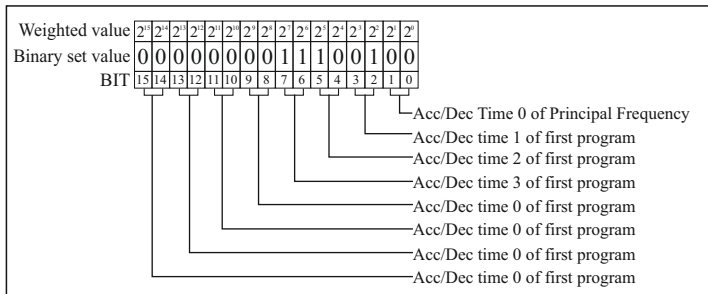 Weighted value 2¹⁵ 2¹⁴ 2¹³ 2¹² 2¹¹ 2¹⁰ 2⁹ 2⁸ 2⁷ 2⁶ 2⁵ 2⁴ 2³ 2² 2¹ 2⁰
Binary set value 0 0 0 0 0 0 0 0 1 1 1 0 0 1 0 0
BIT 15 14 13 12 11 10 9 8 7 6 5 4 3 2 1 0
Acc/Dec Time 0 of Principal Frequency
Acc/Dec time 1 of first program
Acc/Dec time 2 of first program
Acc/Dec time 3 of first program
Acc/Dec time 0 of first program
Acc/Dec time 0 of first program
Acc/Dec time 0 of first program
Acc/Dec time 0 of first program